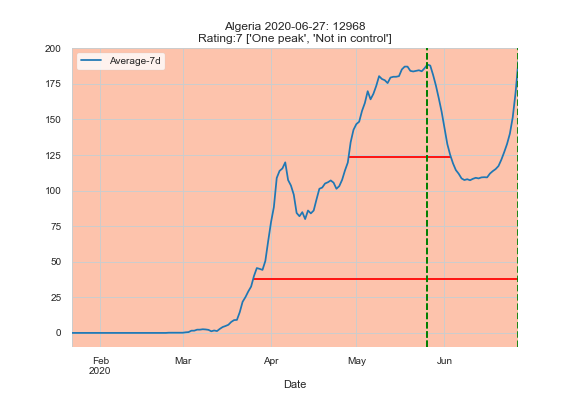 Algeria 2020-06-27: 12968
Rating:7 ['One peak', 'Not in control']
Average-7d
200
175
150
125
100
75
50
25
0
Feb
2020
Mar
Apr
May
Jun
Date